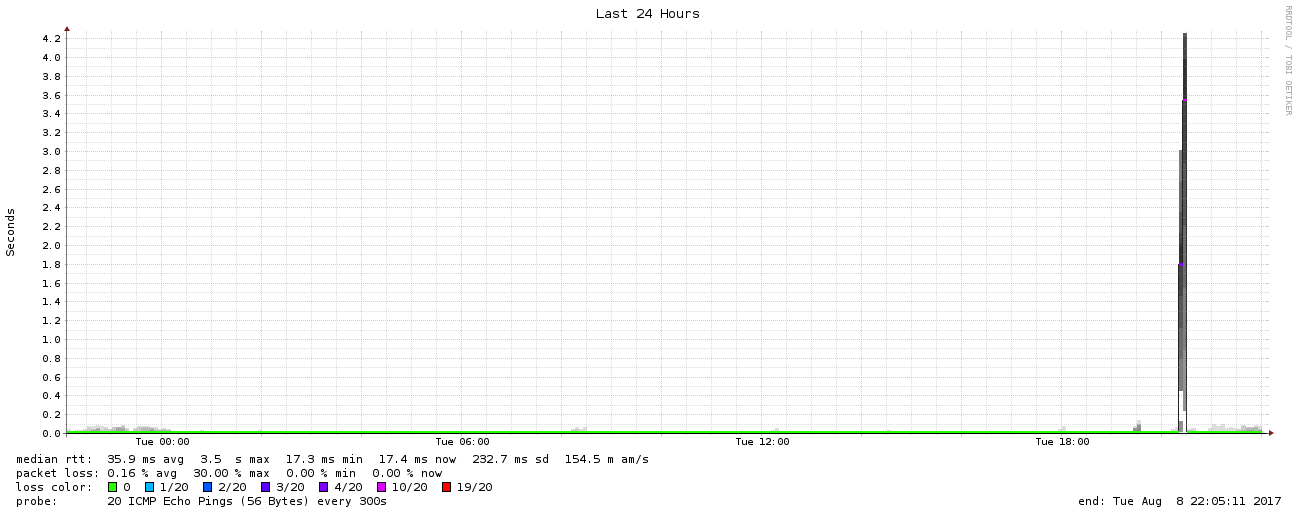 Last 24 Hours
RRDTOOL / TOBI OETIKER
Seconds
4.2
4.0
3.8
3.6
3.4
3.2
3.0
2.8
2.6
2.4
2.2
2.0
1.8
1.6
1.4
1.2
1.0
0.8
0.6
0.4
0.2
0.0
Tue 00:00 Tue 06:00 Tue 12:00 Tue 18:00
median rtt: 35.9 ms avg 3.5 s max 17.3 ms min 17.4 ms now 232.7 ms sd 154.5 m am/s
packet loss: 0.16 % avg 30.00 % max 0.00 % min 0.00 % now
loss color: 0 1/20 2/20 3/20 4/20 10/20 19/20
probe: 20 ICMP Echo Pings (56 Bytes) every 300s end: Tue Aug 8 22:05:11 2017